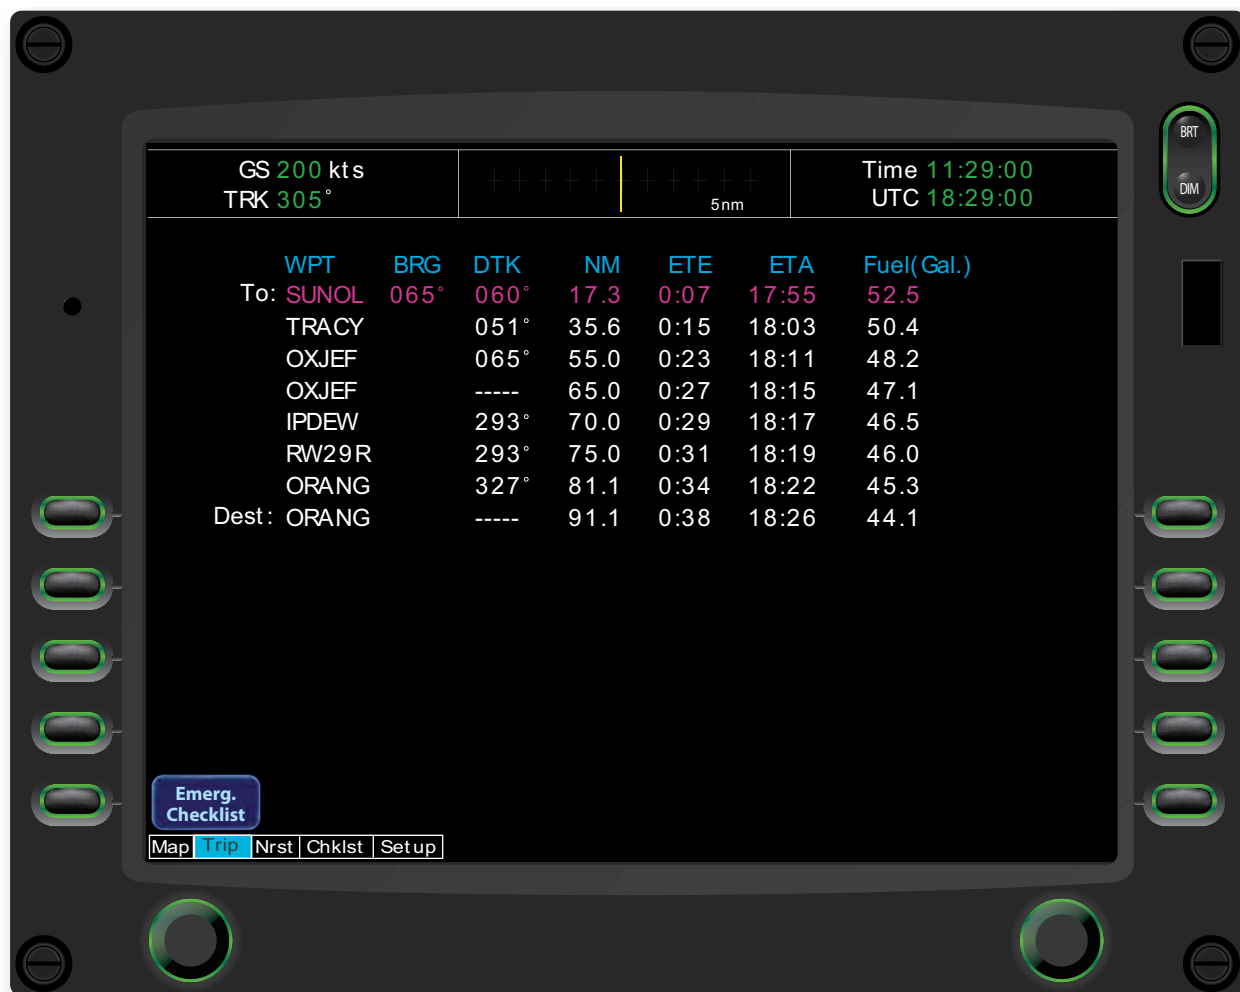 BRT
GS 200 kts
TRK 305°
5nm
Time 11:29:00
UTC 18:29:00
DIM
WPT BRG DTK NM ETE ETA Fuel(Gal.)
To: SUNOL 065° 060° 17.3 0:07 17:55 52.5
TRACY 051° 35.6 0:15 18:03 50.4
OXJEF 065° 55.0 0:23 18:11 48.2
OXJEF ----- 65.0 0:27 18:15 47.1
IPDEW 293° 70.0 0:29 18:17 46.5
RW29R 293° 75.0 0:31 18:19 46.0
ORANG 327° 81.1 0:34 18:22 45.3
Dest: ORANG ----- 91.1 0:38 18:26 44.1
Emerg.
Checklist
Map Trip Nrst Chklst Setup